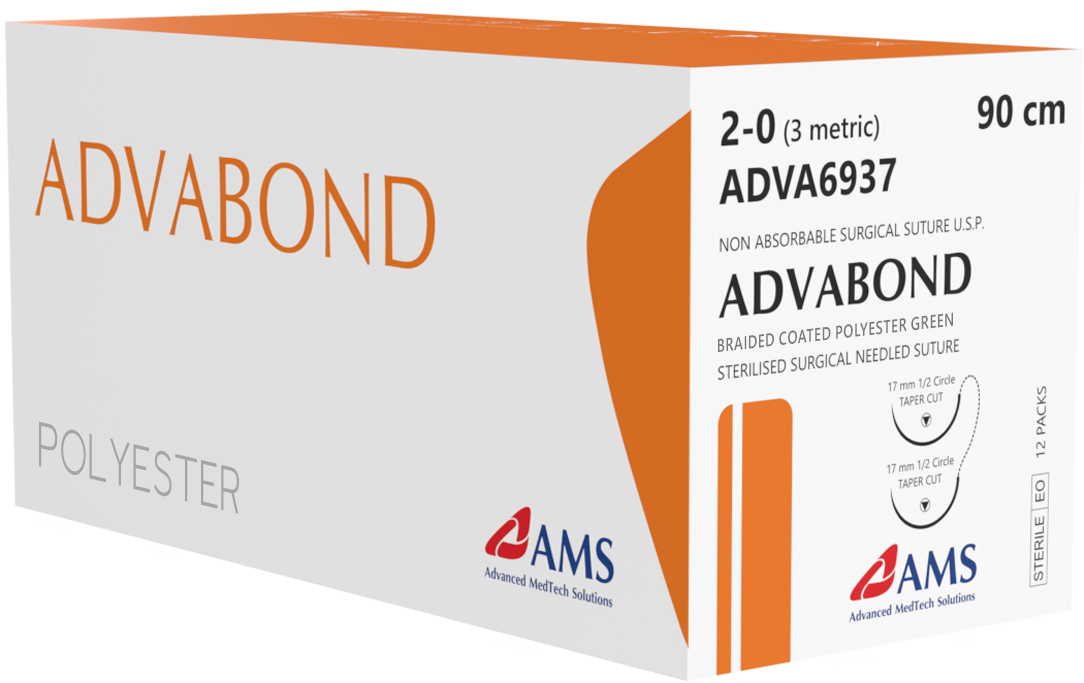 ADVABOND
POLYESTER
AMS
Advanced MedTech Solutions
2-0 (3 metric)
90 cm
ADVA6937
NON ABSORBABLE SURGICAL SUTURE U.S.P.
ADVABOND
BRAIDED COATED POLYESTER GREEN
STERILISED SURGICAL NEEDLED SUTURE
17 mm 1/2 Circle
TAPER CUT
17 mm 1/2 Circle
TAPER CUT
STERILE EO 12 PACKS
AMS
Advanced MedTech Solutions